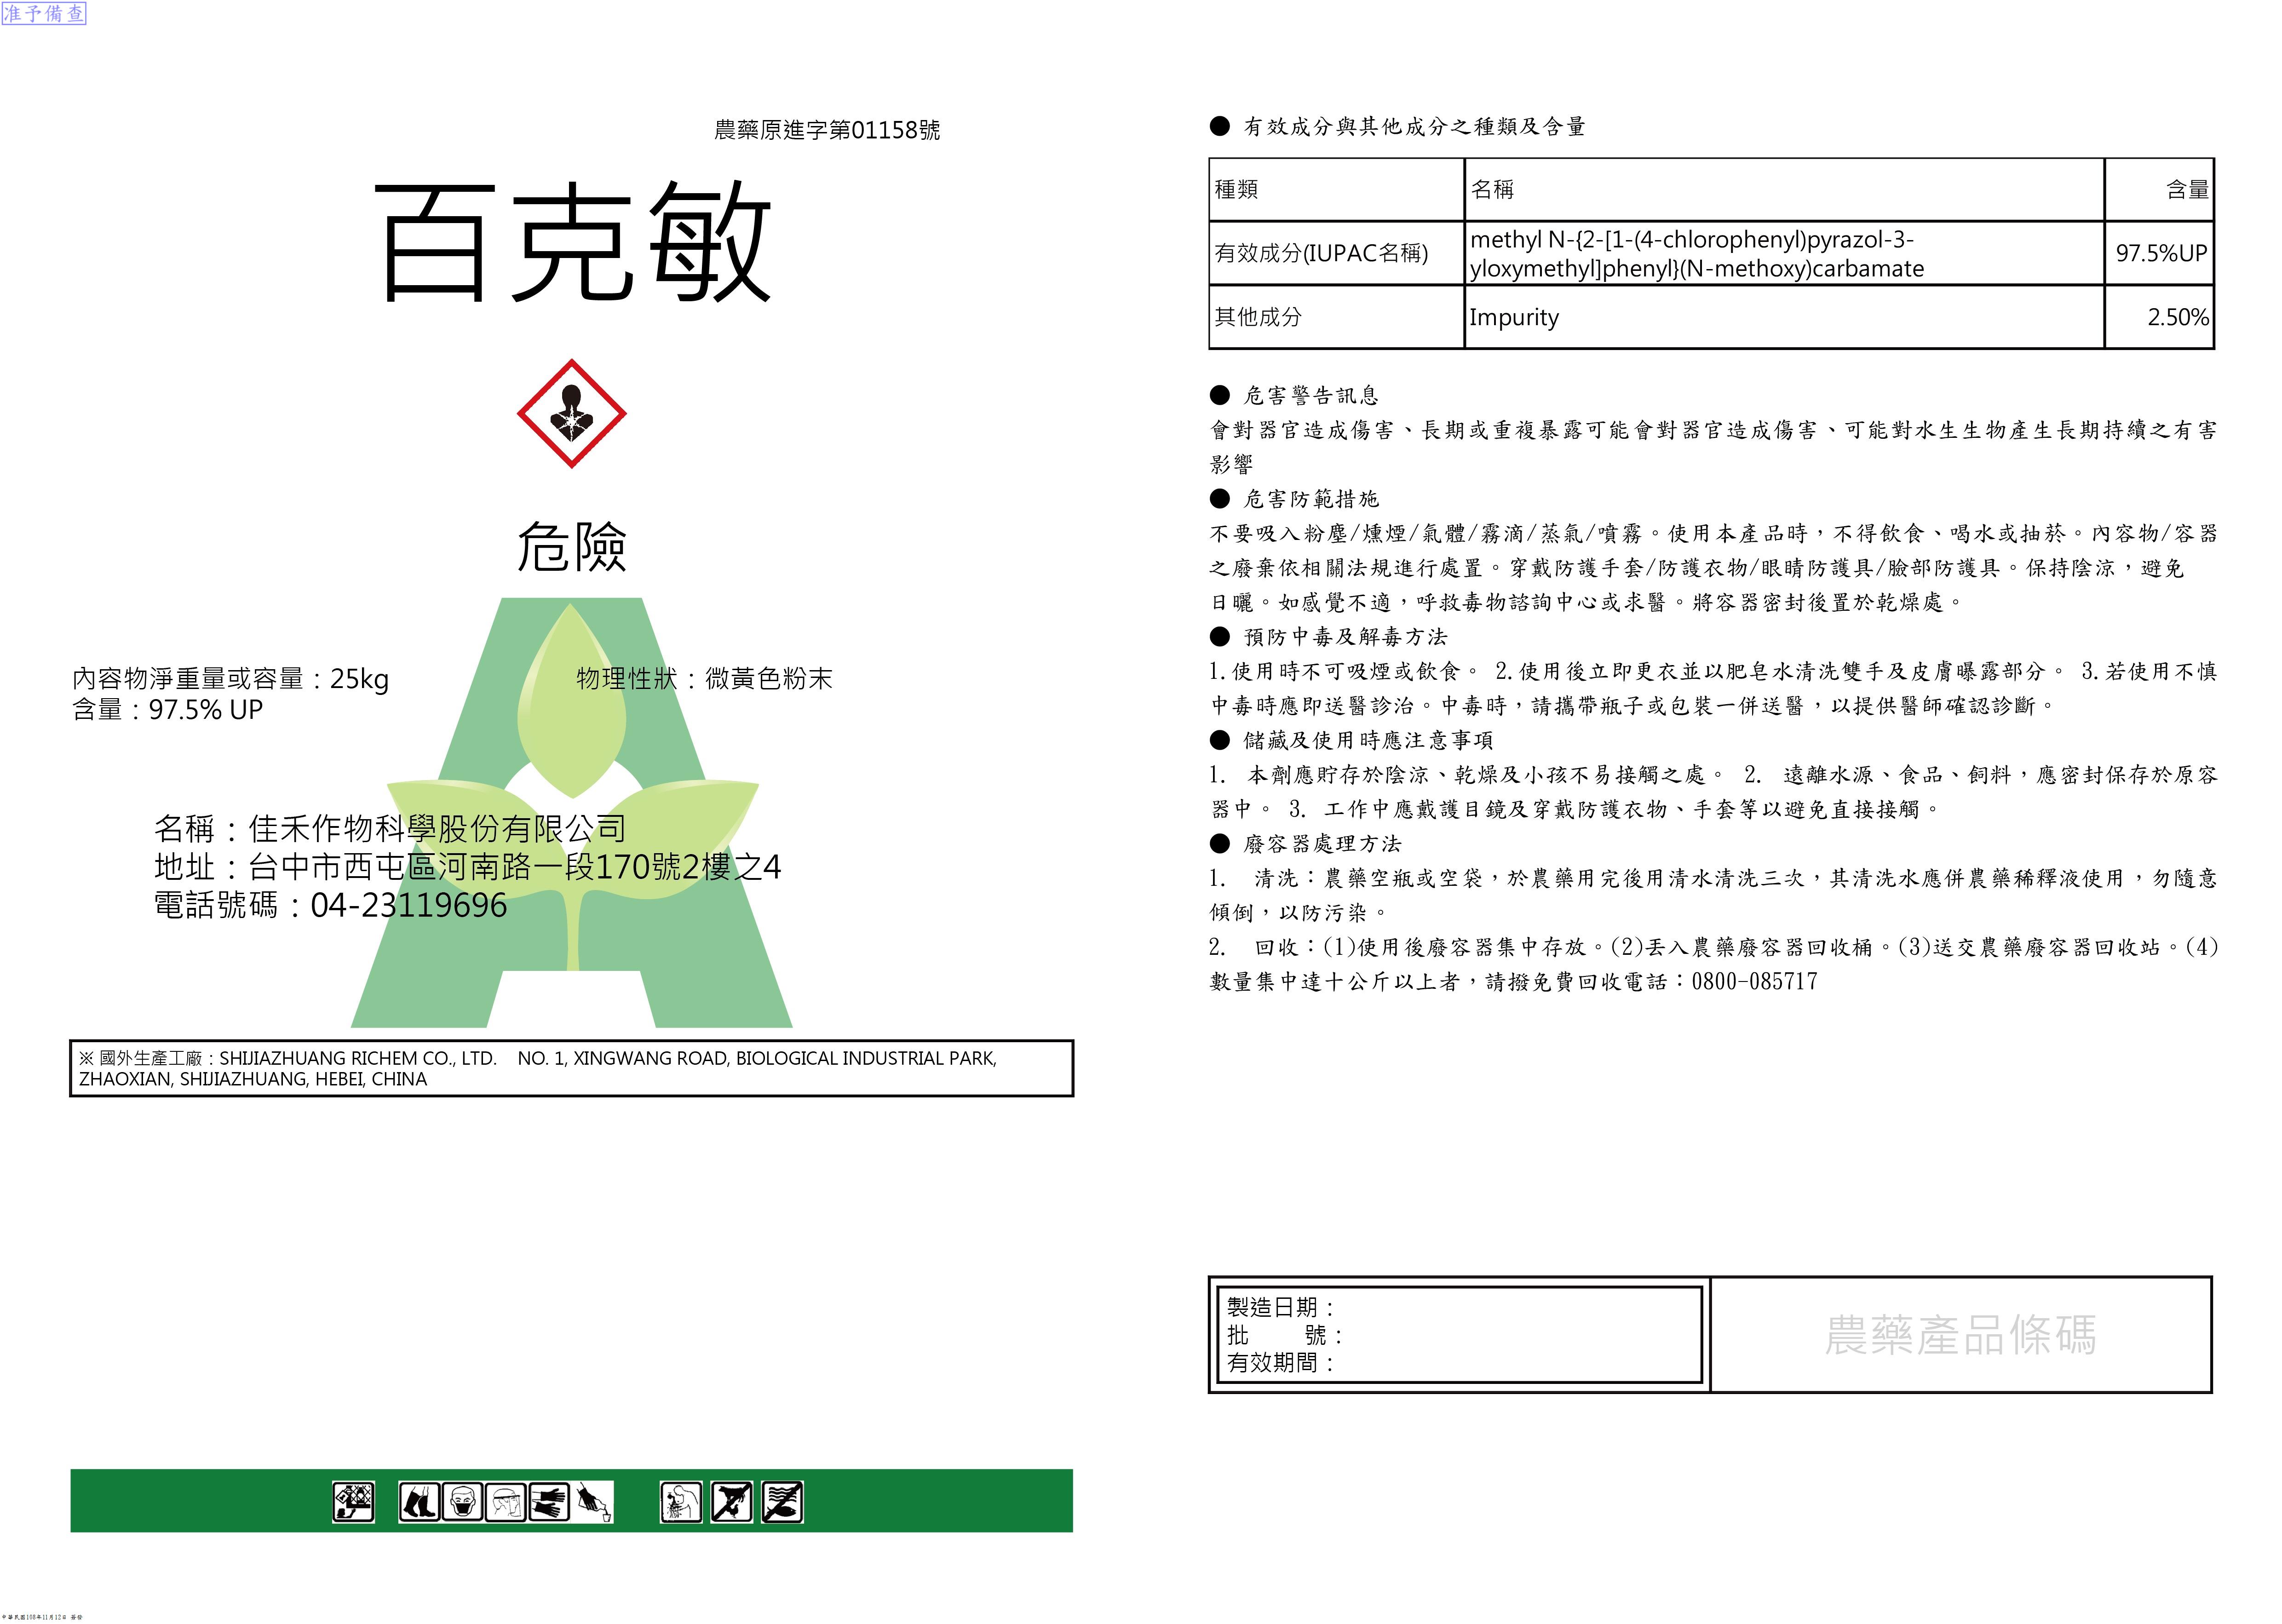 准予備查
農藥原進字第01158號
百克敏
危險
內容物淨重量或容量：25kg
物理性狀：微黃色粉末
含量：97.5% UP
名稱：佳禾作物科學股份有限公司
地址：台中市西屯區河南路一段170號2樓之4
電話號碼：04-23119696
※ 國外生產工廠：SHIJIAZHUANG RICHEM CO., LTD. NO. 1, XINGWANG ROAD, BIOLOGICAL INDUSTRIAL PARK,
ZHAOXIAN, SHIJIAZHUANG, HEBEI, CHINA
● 有效成分與其他成分之種類及含量
種類 名稱 含量
有效成分(IUPAC名稱) methyl N-{2-[1-(4-chlorophenyl)pyrazol-3- 97.5%UP
yloxymethyl]phenyl}(N-methoxy)carbamate
其他成分 Impurity 2.50%
● 危害警告訊息
會對器官造成傷害、長期或重複暴露可能會對器官造成傷害、可能對水生生物產生長期持續之有害
影響
● 危害防範措施
不要吸入粉塵/燻煙/氣體/霧滴/蒸氣/噴霧。使用本產品時，不得飲食、喝水或抽菸。內容物/容器
之廢棄依相關法規進行處置。穿戴防護手套/防護衣物/眼睛防護具/臉部防護具。保持陰涼，避免
日曬。如感覺不適，呼救毒物諮詢中心或求醫。將容器密封後置於乾燥處。
● 預防中毒及解毒方法
1.使用時不可吸煙或飲食。 2.使用後立即更衣並以肥皂水清洗雙手及皮膚曝露部分。 3.若使用不慎
中毒時應即送醫診治。中毒時，請攜帶瓶子或包裝一併送醫，以提供醫師確認診斷。
● 儲藏及使用時應注意事項
1. 本劑應貯存於陰涼、乾燥及小孩不易接觸之處。 2. 遠離水源、食品、飼料，應密封保存於原容
器中。 3. 工作中應戴護目鏡及穿戴防護衣物、手套等以避免直接接觸。
● 廢容器處理方法
1. 清洗：農藥空瓶或空袋，於農藥用完後用清水清洗三次，其清洗水應併農藥稀釋液使用，勿隨意
傾倒，以防污染。
2. 回收：(1)使用後廢容器集中存放。(2)丟入農藥廢容器回收桶。(3)送交農藥廢容器回收站。(4)
數量集中達十公斤以上者，請撥免費回收電話：0800-085717
製造日期：
批 號：
有效期間：
農藥產品條碼
中華民國108年11月12日 簽發